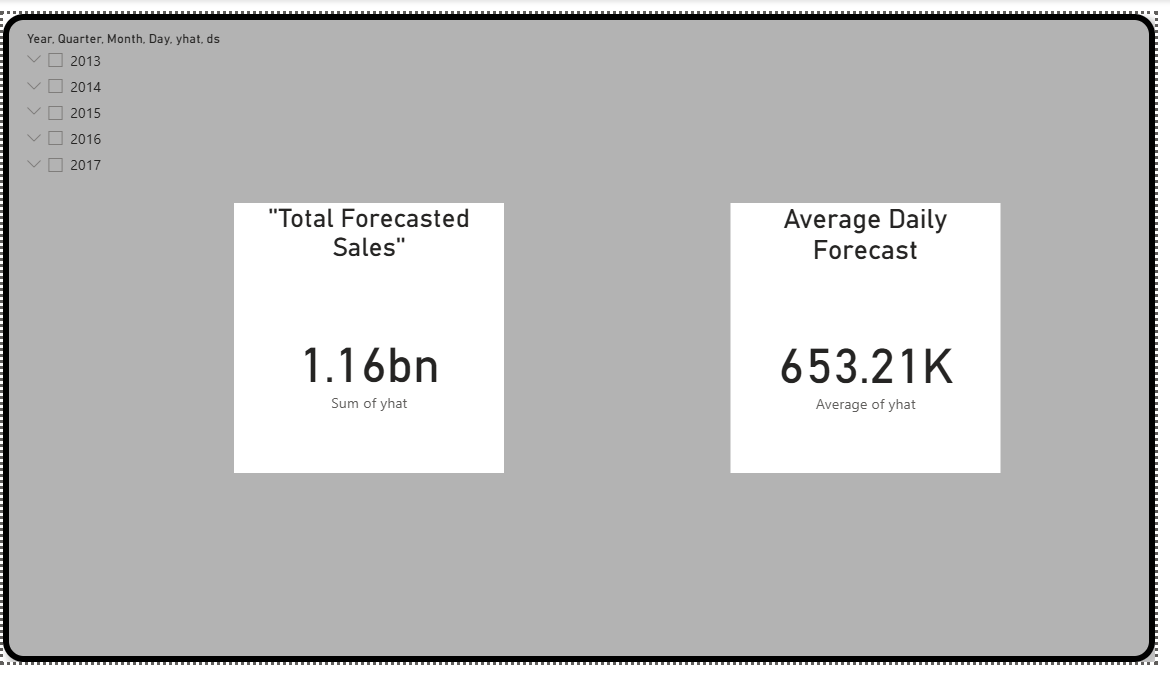 Year, Quarter, Month, Day, yhat, ds
2013
2014
2015
2016
2017
"Total Forecasted
Sales"
1.16bn
Sum of yhat
Average Daily
Forecast
653.21K
Average of yhat